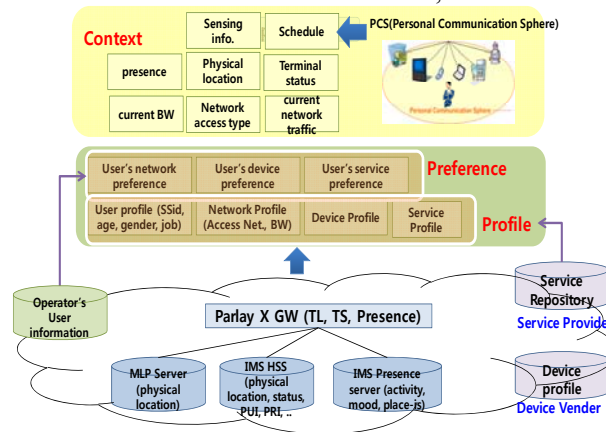 Context
Sensing
info.
Schedule
PCS(Personal Communication Sphere)
presence
Physical
location
Terminal
status
current BW
Network
access type
current
network
traffic
Personal Communication Sphere
User's network
preference
User's device
preference
User's service
preference
Preference
User profile (SSid,
age, gender, job)
Network Profile
(Access Net., BW)
Device Profile
Service
Profile
Profile
Operator's
User
information
Parlay X GW (TL, TS, Presence)
Service
Repository
Service Provide
MLP Server
(physical
location)
IMS HSS
(physical
location, status,
PUI, PRI, ..
IMS Presence
server (activity,
mood, place-is)
Device
profile
Device Vender